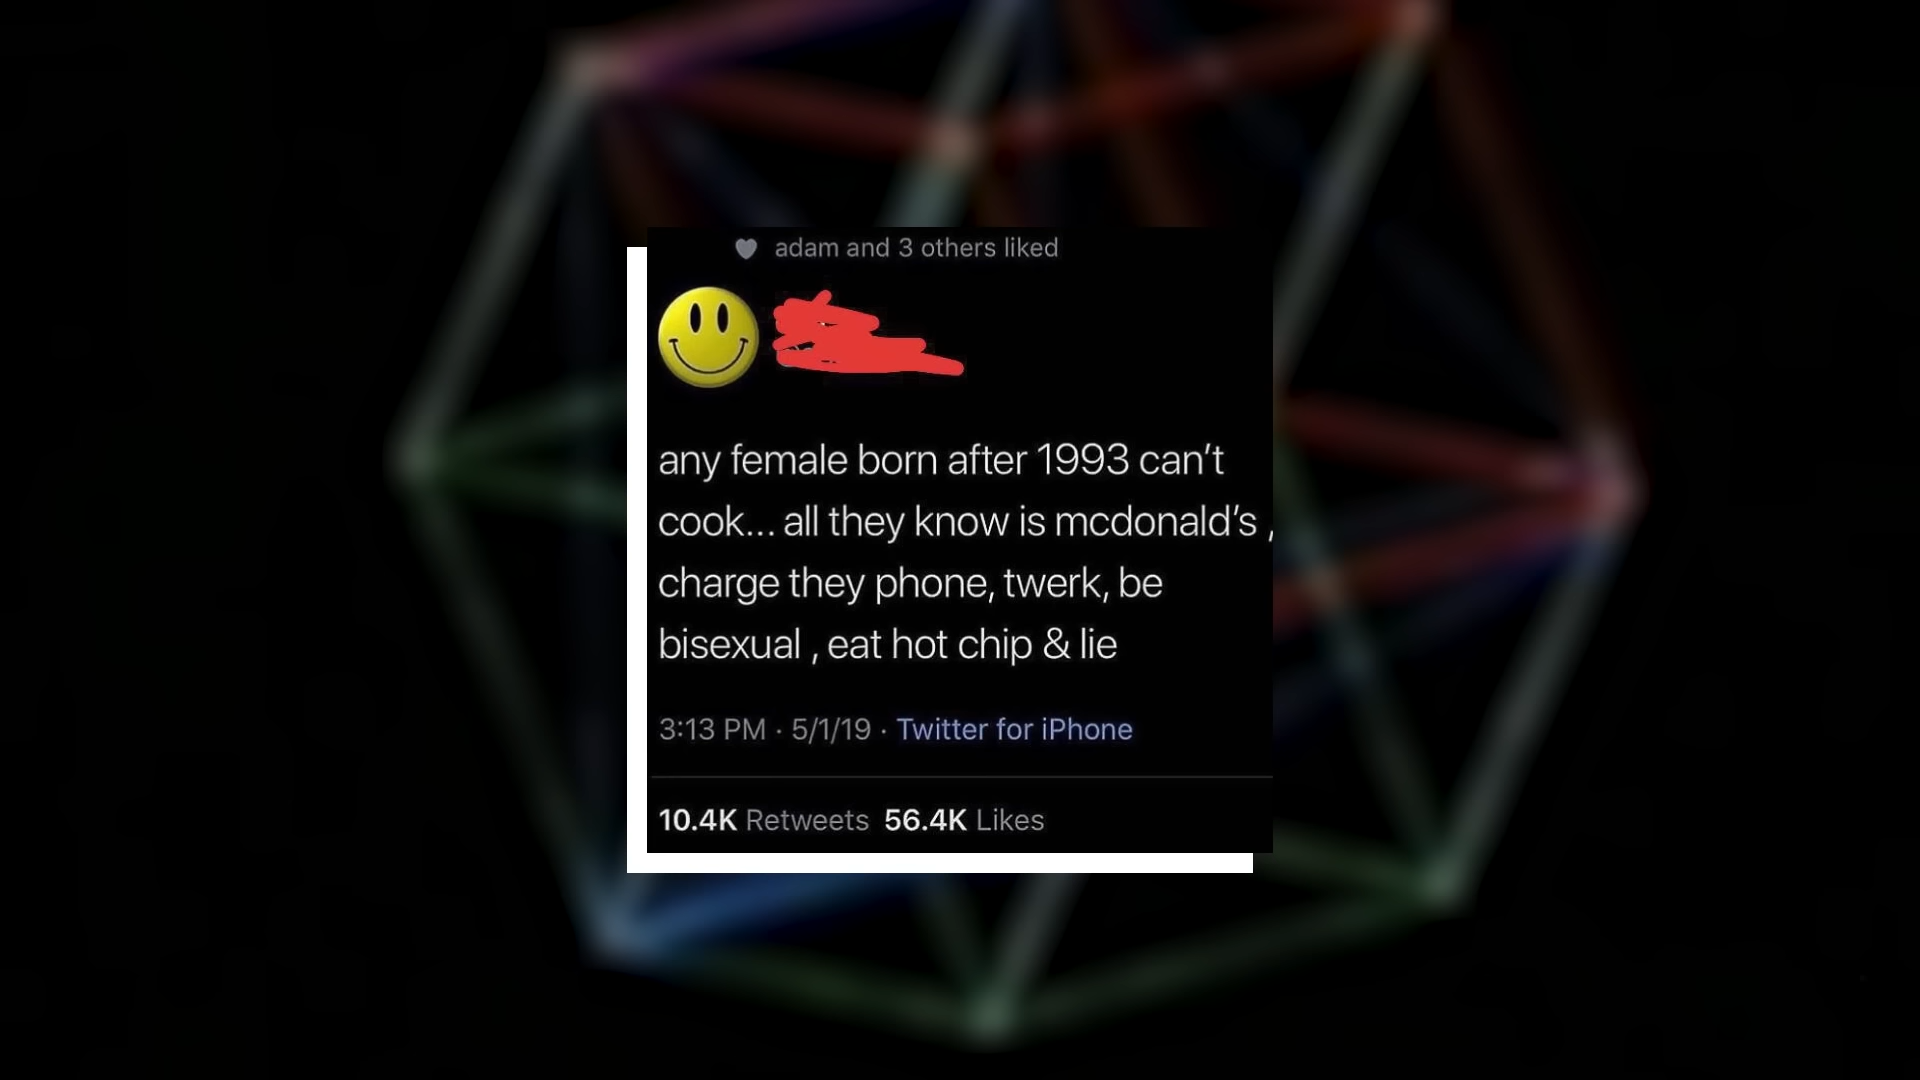 adam and 3 others liked
any female born after 1993 can't
cook... all they know is mcdonald's ,
charge they phone, twerk, be
bisexual , eat hot chip & lie
3:13 PM · 5/1/19 · Twitter for iPhone
10.4K Retweets 56.4K Likes